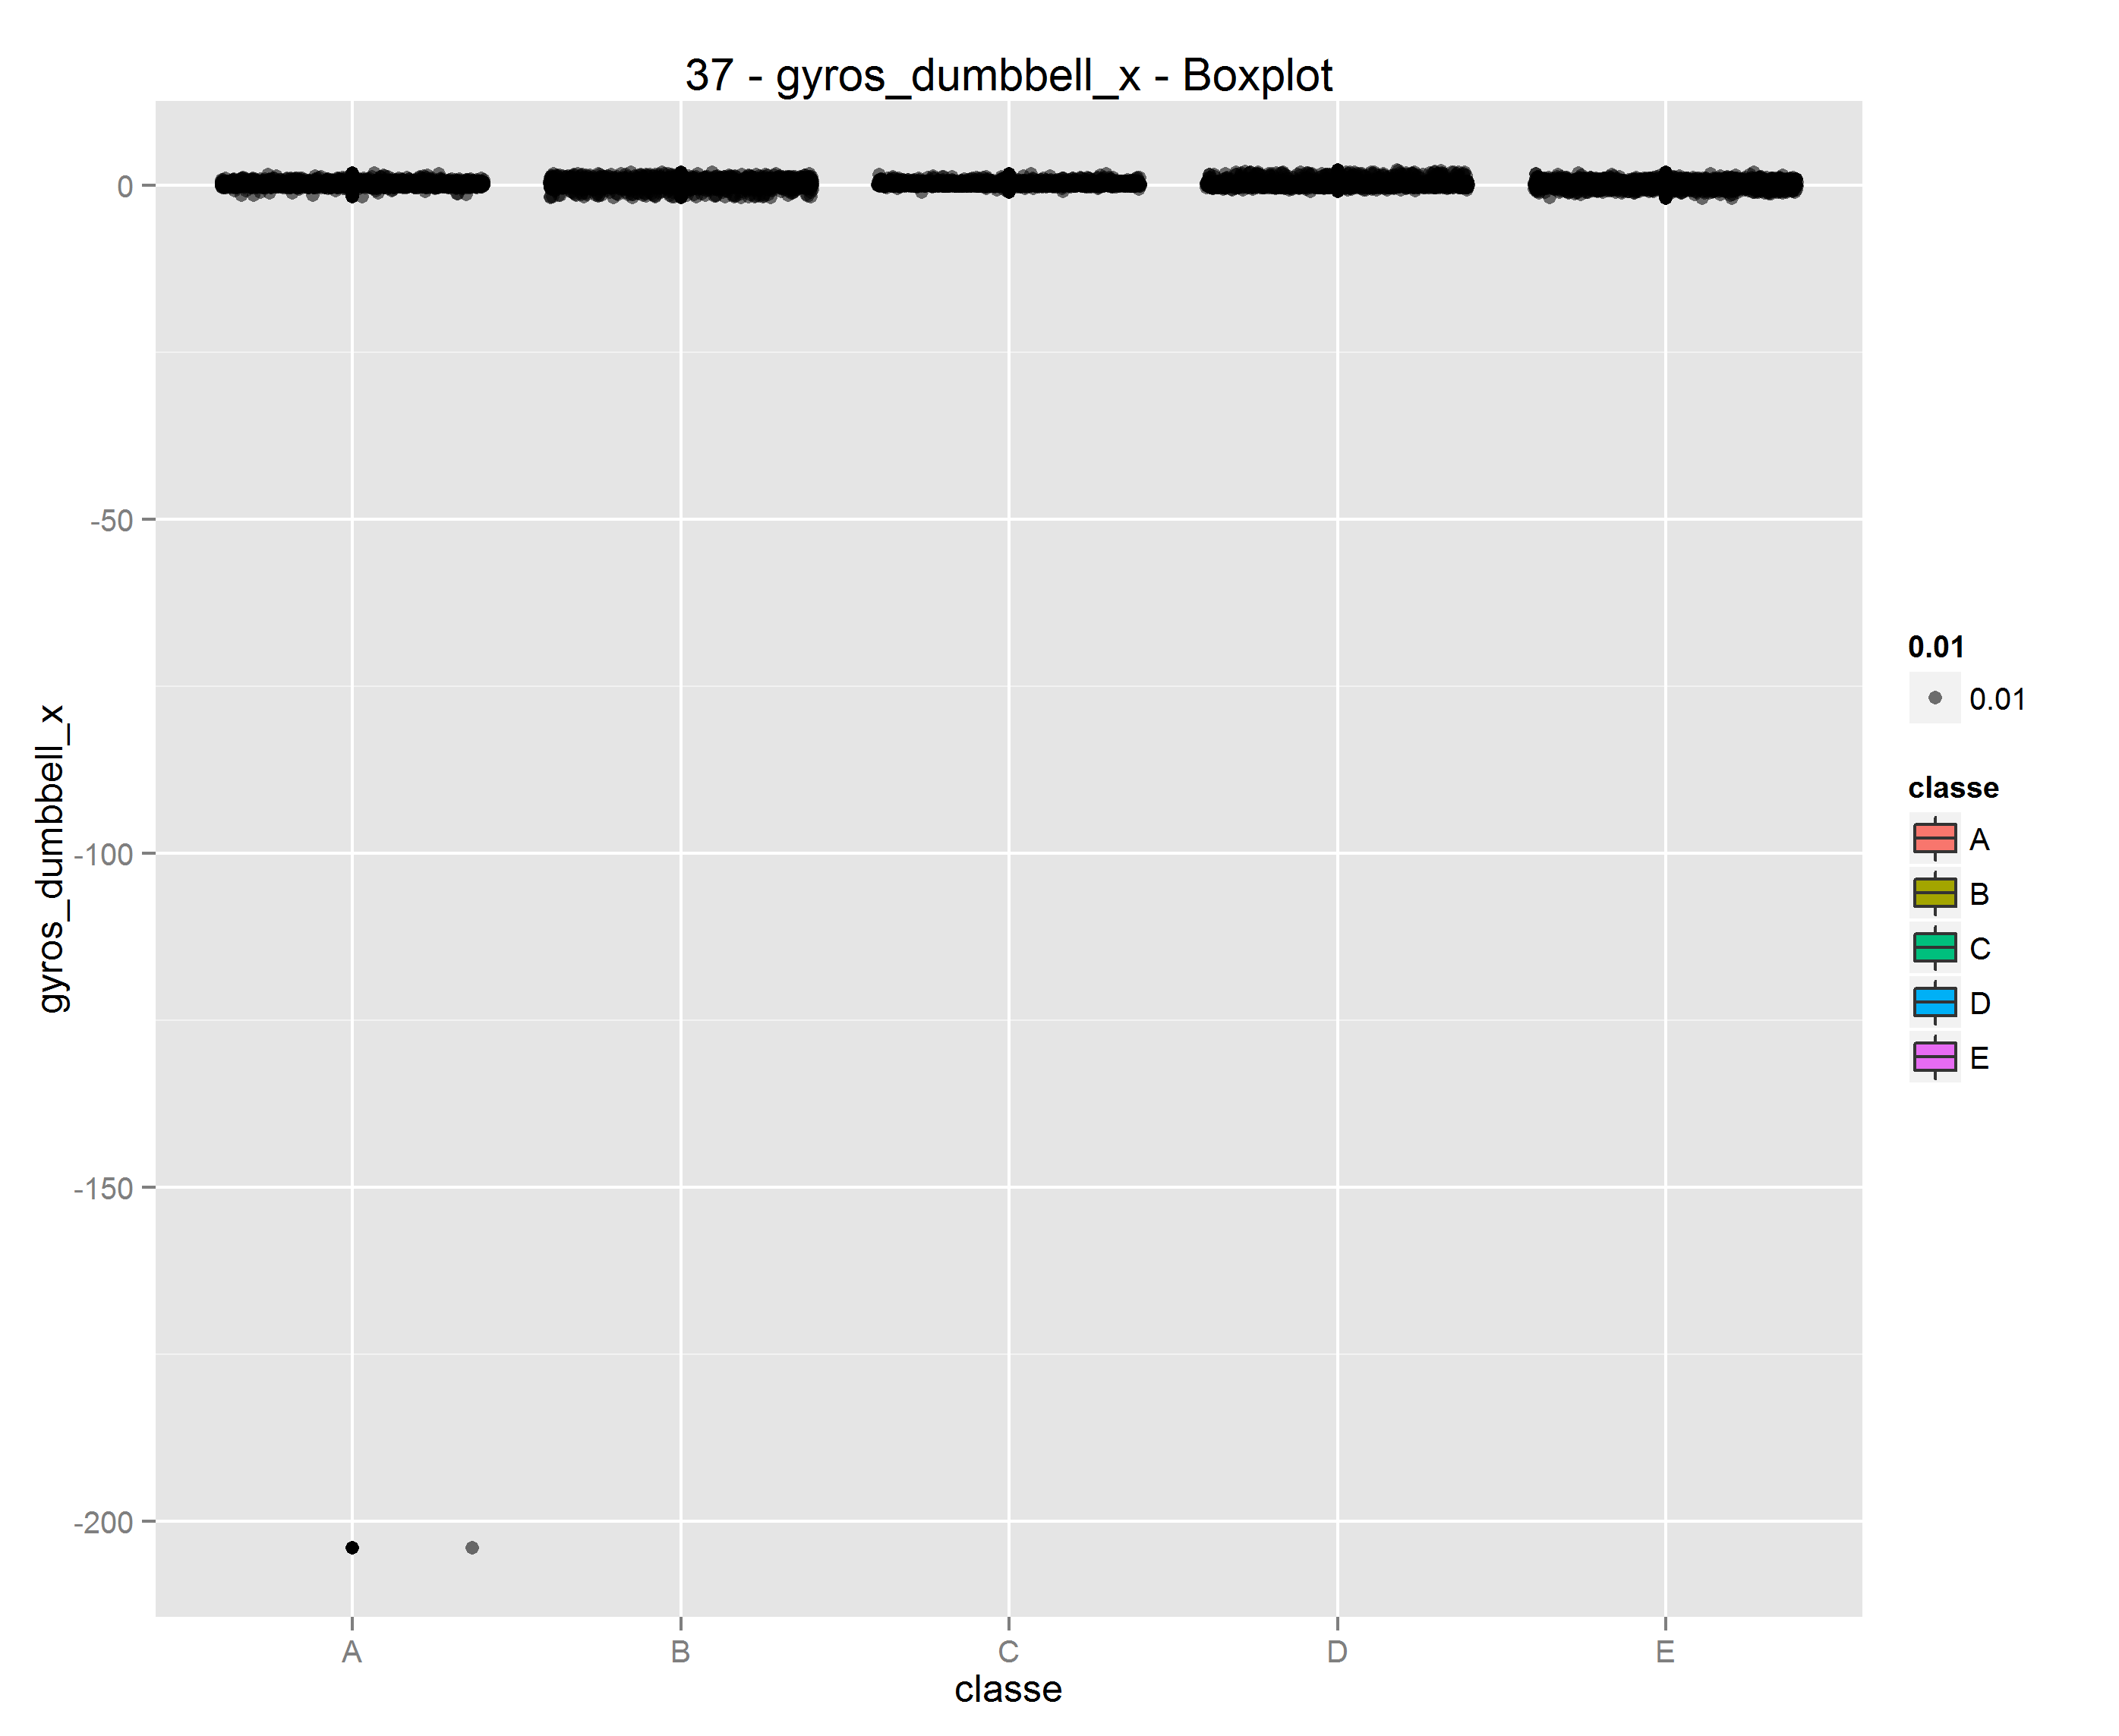 37 - gyros_dumbbell_x - Boxplot
gyros_dumbbell_x
0
-50
-100
-150
-200
A
B
C
D
E
classe
0.01
0.01
classe
A
B
C
D
E